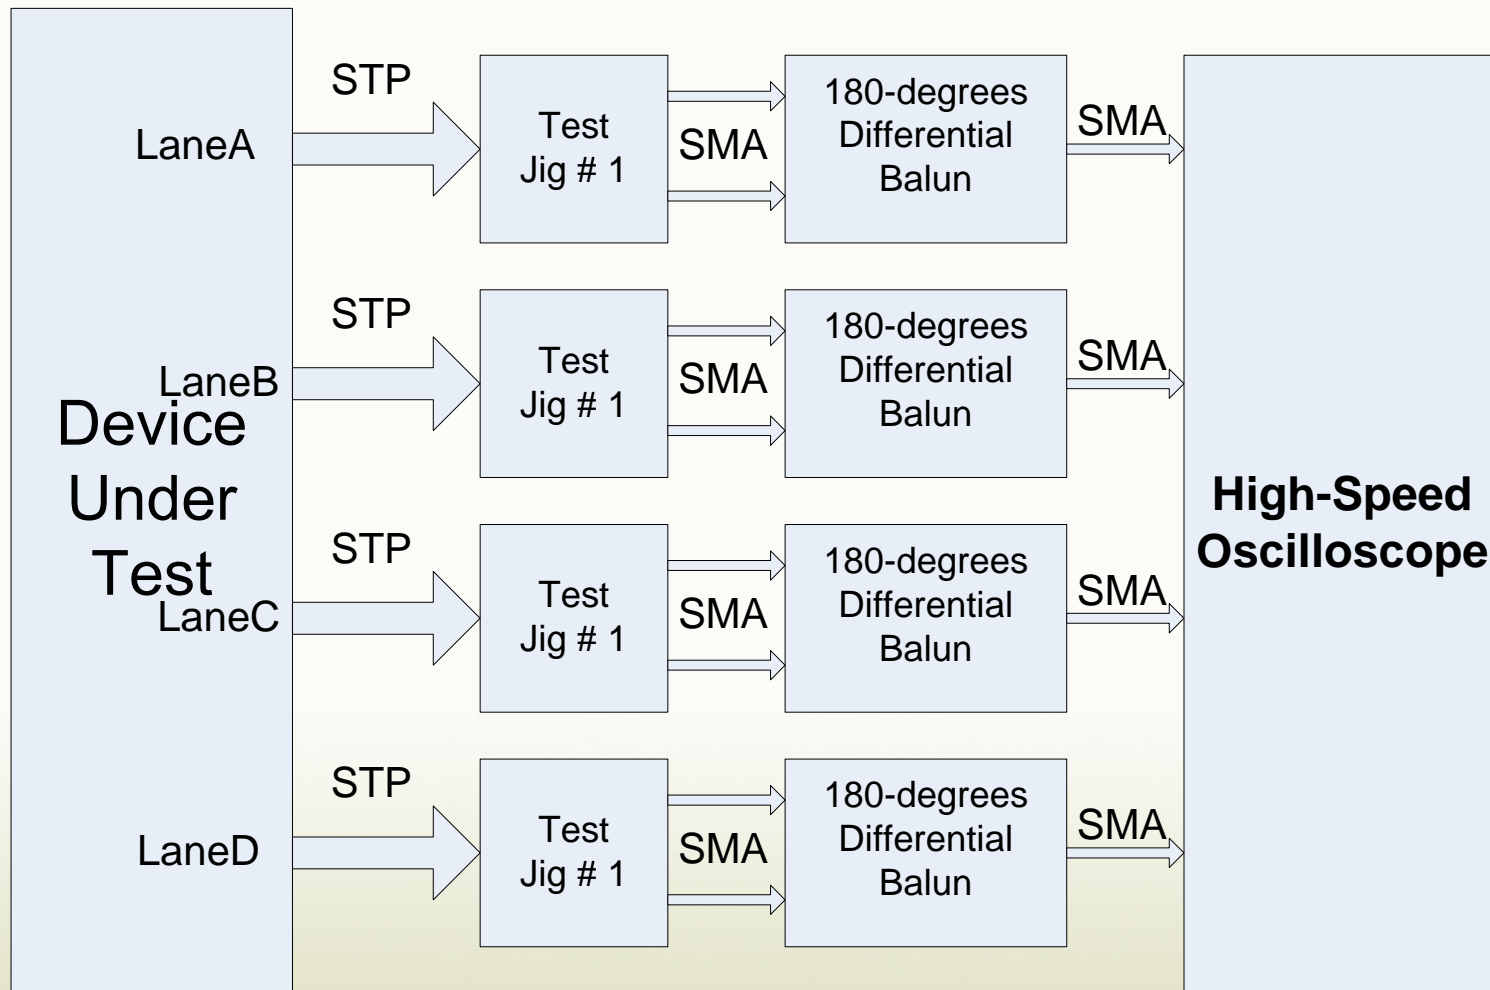 STP
LaneA
Test
Jig # 1
SMA
180-degrees
Differential
Balun
SMA
STP
LaneB
Test
Jig # 1
SMA
180-degrees
Differential
Balun
SMA
Device
Under
Test
High-Speed
Oscilloscope
STP
LaneC
Test
Jig # 1
SMA
180-degrees
Differential
Balun
SMA
STP
LaneD
Test
Jig # 1
SMA
180-degrees
Differential
Balun
SMA